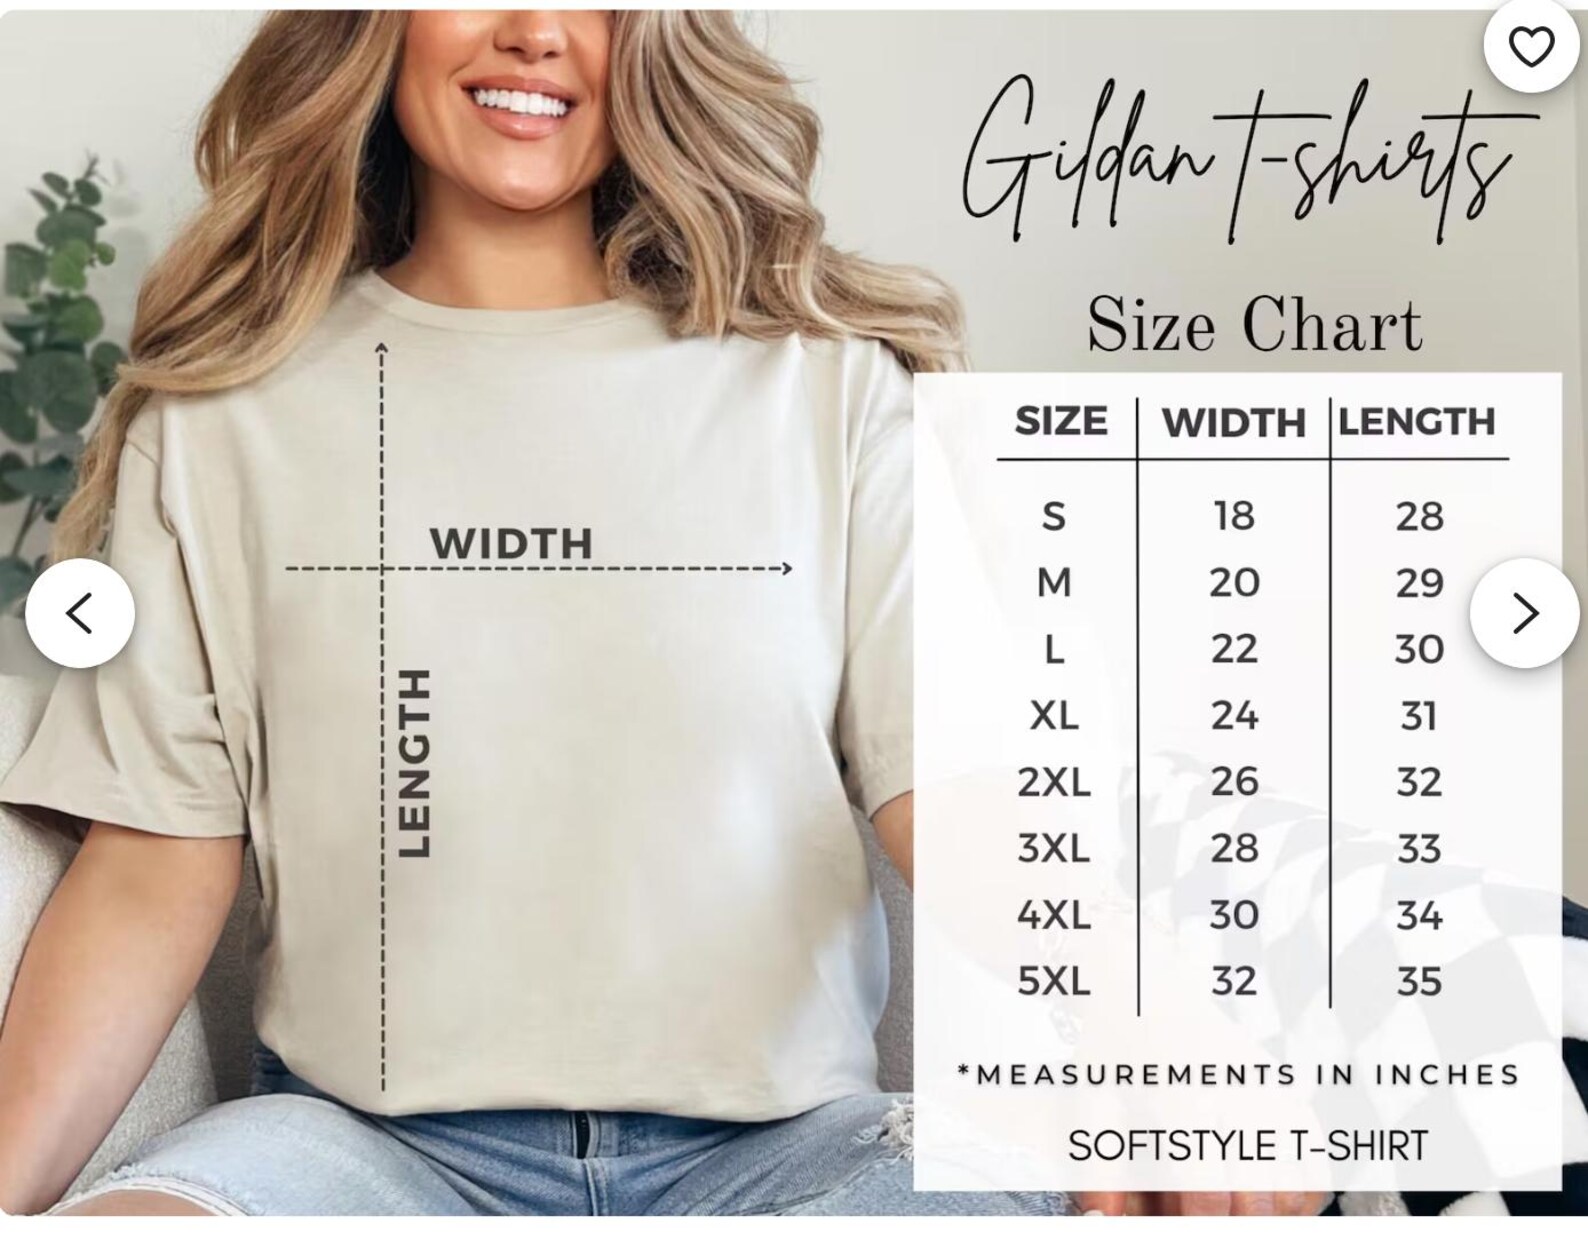 Gildan T-shirts
Size Chart
SIZE WIDTH LENGTH
S 18 28
M 20 29
L 22 30
XL 24 31
2XL 26 32
3XL 28 33
4XL 30 34
5XL 32 35
*MEASUREMENTS IN INCHES
SOFTSTYLE T-SHIRT
WIDTH
LENGTH